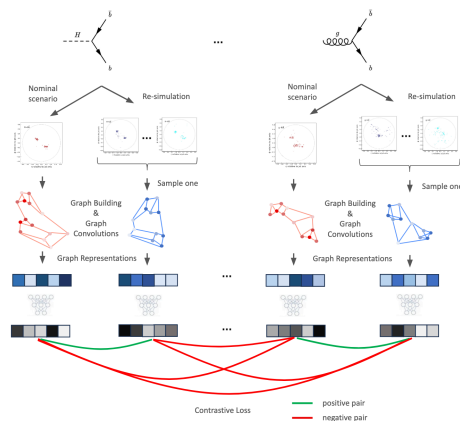 b̄
H
b
...
b̄
g
b
Nominal
scenario
Re-simulation
Nominal
scenario
Re-simulation
...
...
Sample one
Sample one
Graph Building
&
Graph
Convolutions
Graph Building
&
Graph
Convolutions
Graph Representations
...
Graph Representations
...
Contrastive Loss
positive pair
negative pair